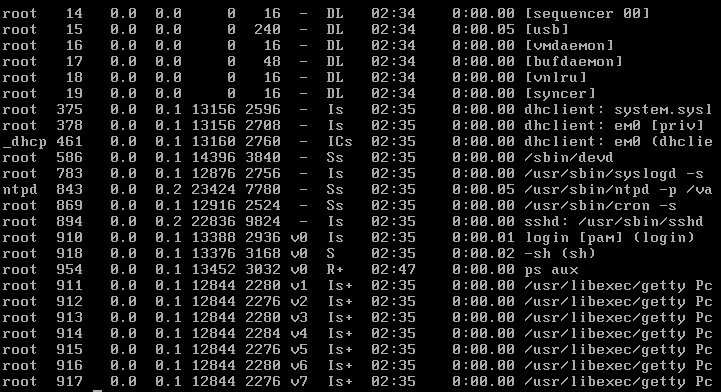 root 14 0.0 0.0 0 16 - DL 02:34 0:00.00 [sequencer 00]
root 15 0.0 0.0 0 240 - DL 02:34 0:00.05 [usb]
root 16 0.0 0.0 0 16 - DL 02:34 0:00.00 [vmdaemon]
root 17 0.0 0.0 0 48 - DL 02:34 0:00.00 [bufdaemon]
root 18 0.0 0.0 0 16 - DL 02:34 0:00.00 [vnlru]
root 19 0.0 0.0 0 16 - DL 02:34 0:00.00 [syncer]
root 375 0.0 0.1 13156 2596 - Is 02:35 0:00.00 dhclient: system.sysl
root 378 0.0 0.1 13156 2708 - Is 02:35 0:00.00 dhclient: em0 [priv]
_dhcp 461 0.0 0.1 13160 2760 - ICs 02:35 0:00.00 dhclient: em0 (dhclie
root 586 0.0 0.1 14396 3840 - Ss 02:35 0:00.00 /sbin/devd
root 783 0.0 0.1 12876 2756 - Is 02:35 0:00.00 /usr/sbin/syslogd -s
ntpd 843 0.0 0.2 23424 7780 - Ss 02:35 0:00.05 /usr/sbin/ntpd -p /va
root 869 0.0 0.1 12916 2524 - Ss 02:35 0:00.00 /usr/sbin/cron -s
root 894 0.0 0.2 22836 9824 - Is 02:35 0:00.00 sshd: /usr/sbin/sshd
root 910 0.0 0.1 13388 2936 v0 Is 02:35 0:00.01 login [pam] (login)
root 918 0.0 0.1 13376 3168 v0 S 02:35 0:00.02 -sh (sh)
root 954 0.0 0.1 13452 3032 v0 R+ 02:47 0:00.00 ps aux
root 911 0.0 0.1 12844 2280 v1 Is+ 02:35 0:00.00 /usr/libexec/getty Pc
root 912 0.0 0.1 12844 2276 v2 Is+ 02:35 0:00.00 /usr/libexec/getty Pc
root 913 0.0 0.1 12844 2280 v3 Is+ 02:35 0:00.00 /usr/libexec/getty Pc
root 914 0.0 0.1 12844 2284 v4 Is+ 02:35 0:00.00 /usr/libexec/getty Pc
root 915 0.0 0.1 12844 2276 v5 Is+ 02:35 0:00.00 /usr/libexec/getty Pc
root 916 0.0 0.1 12844 2280 v6 Is+ 02:35 0:00.00 /usr/libexec/getty Pc
root 917 0.0 0.1 12844 2276 v7 Is+ 02:35 0:00.00 /usr/libexec/getty Pc